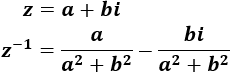 z = a + bi
z⁻¹ = a/(a² + b²) − bi/(a² + b²)